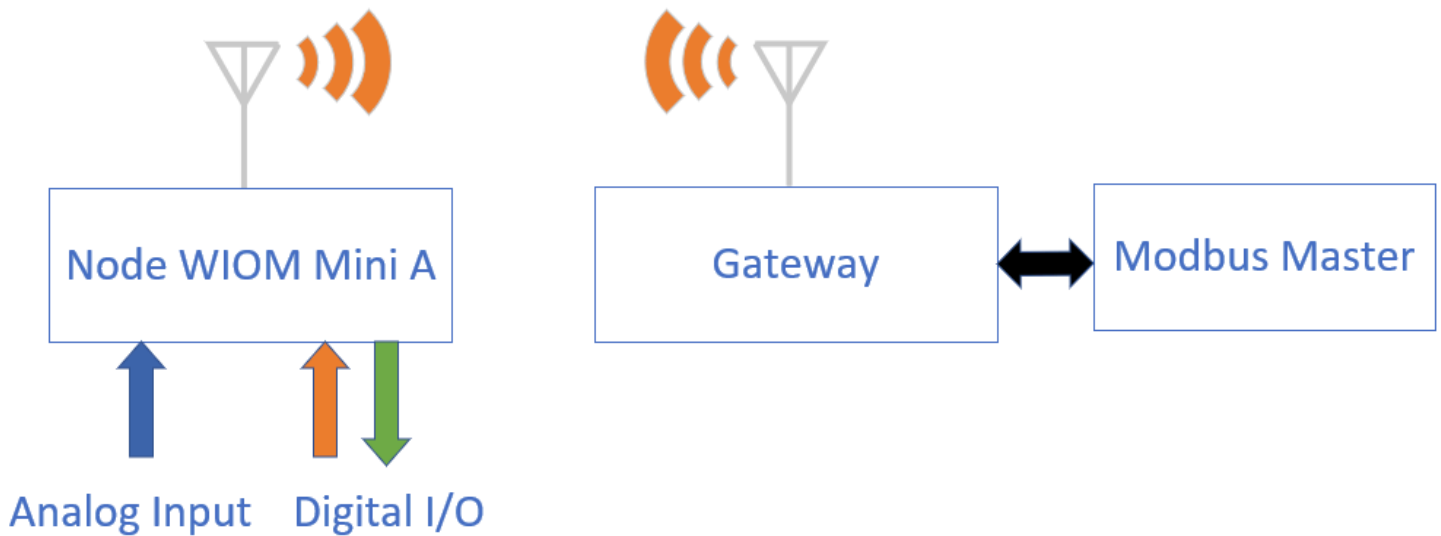 Node WIOM Mini A
Gateway
Modbus Master
Analog Input
Digital I/O